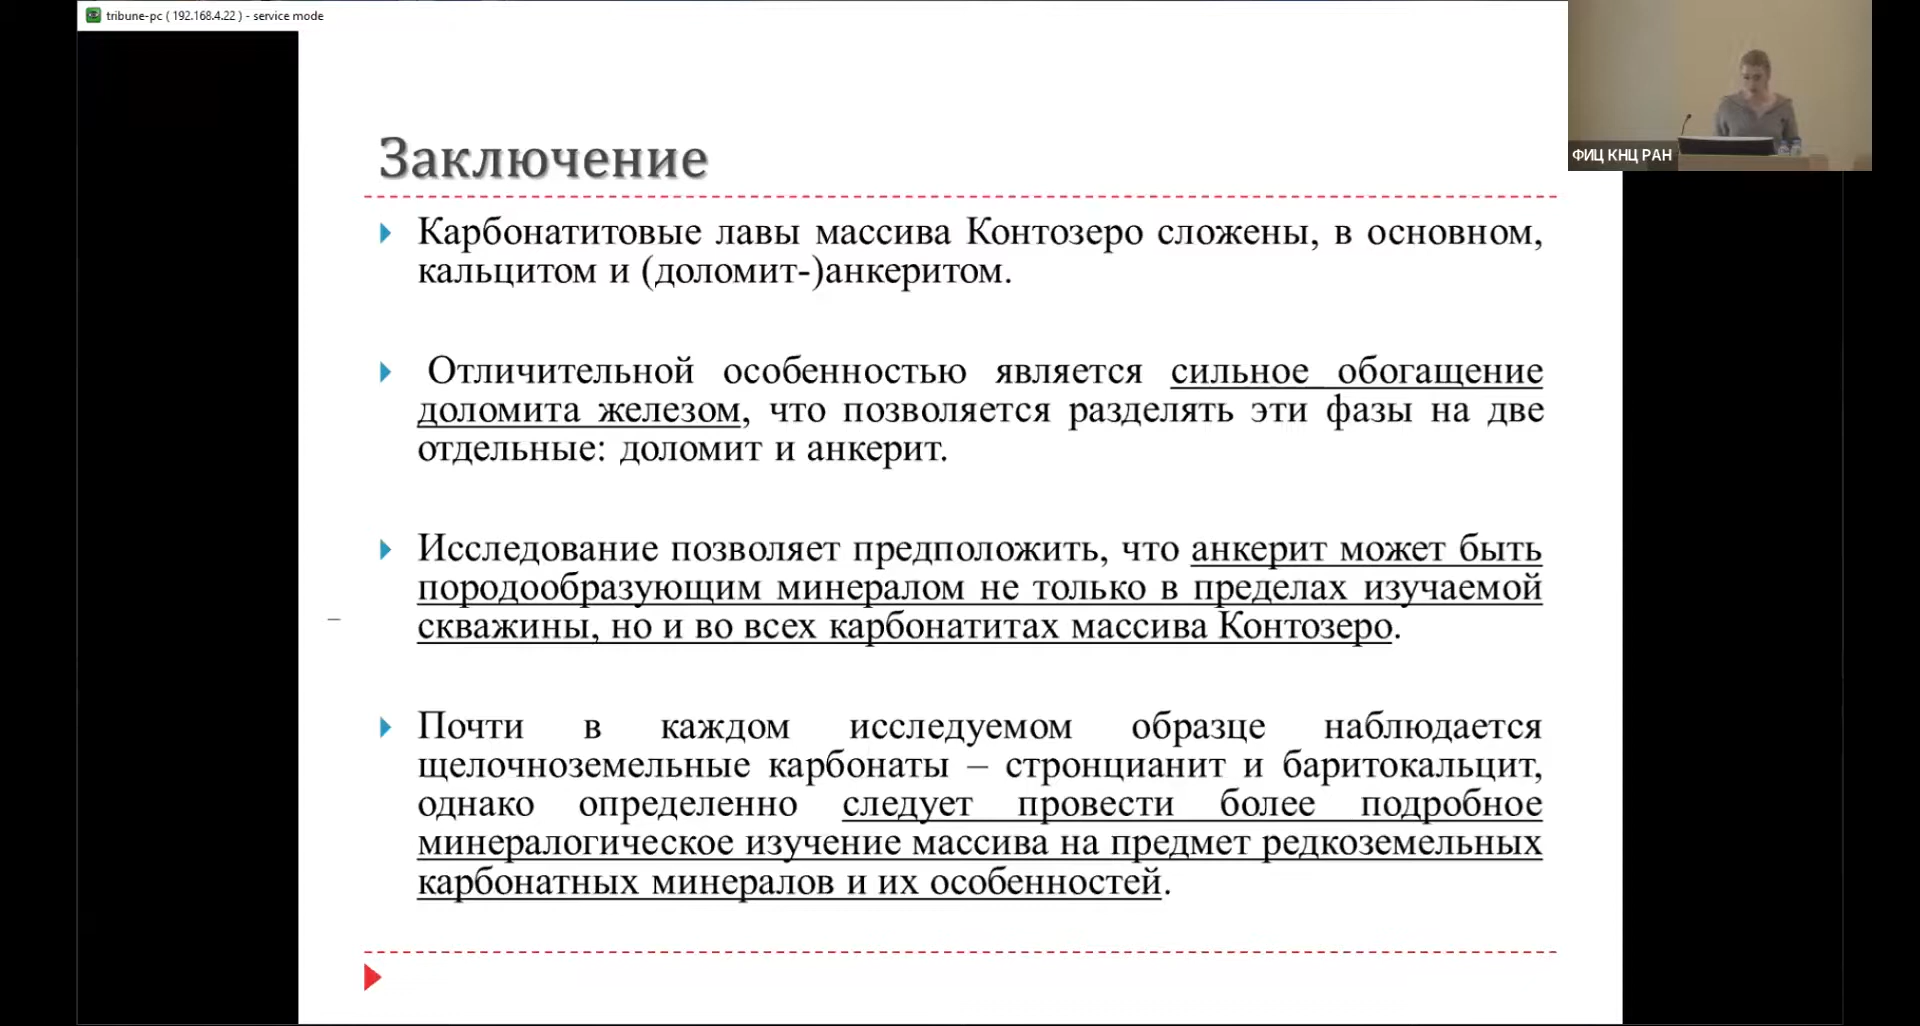 tribune-pc ( 192.168.4.22 ) - service mode
ФИЦ КНЦ РАН
Заключение
Карбонатитовые лавы массива Контозеро сложены, в основном,
кальцитом и (доломит-)анкеритом.
Отличительной особенностью является сильное обогащение
доломита железом, что позволяется разделять эти фазы на две
отдельные: доломит и анкерит.
Исследование позволяет предположить, что анкерит может быть
породообразующим минералом не только в пределах изучаемой
скважины, но и во всех карбонатитах массива Контозеро.
Почти в каждом исследуемом образце наблюдается
щелочноземельные карбонаты – стронцианит и баритокальцит,
однако определенно следует провести более подробное
минералогическое изучение массива на предмет редкоземельных
карбонатных минералов и их особенностей.